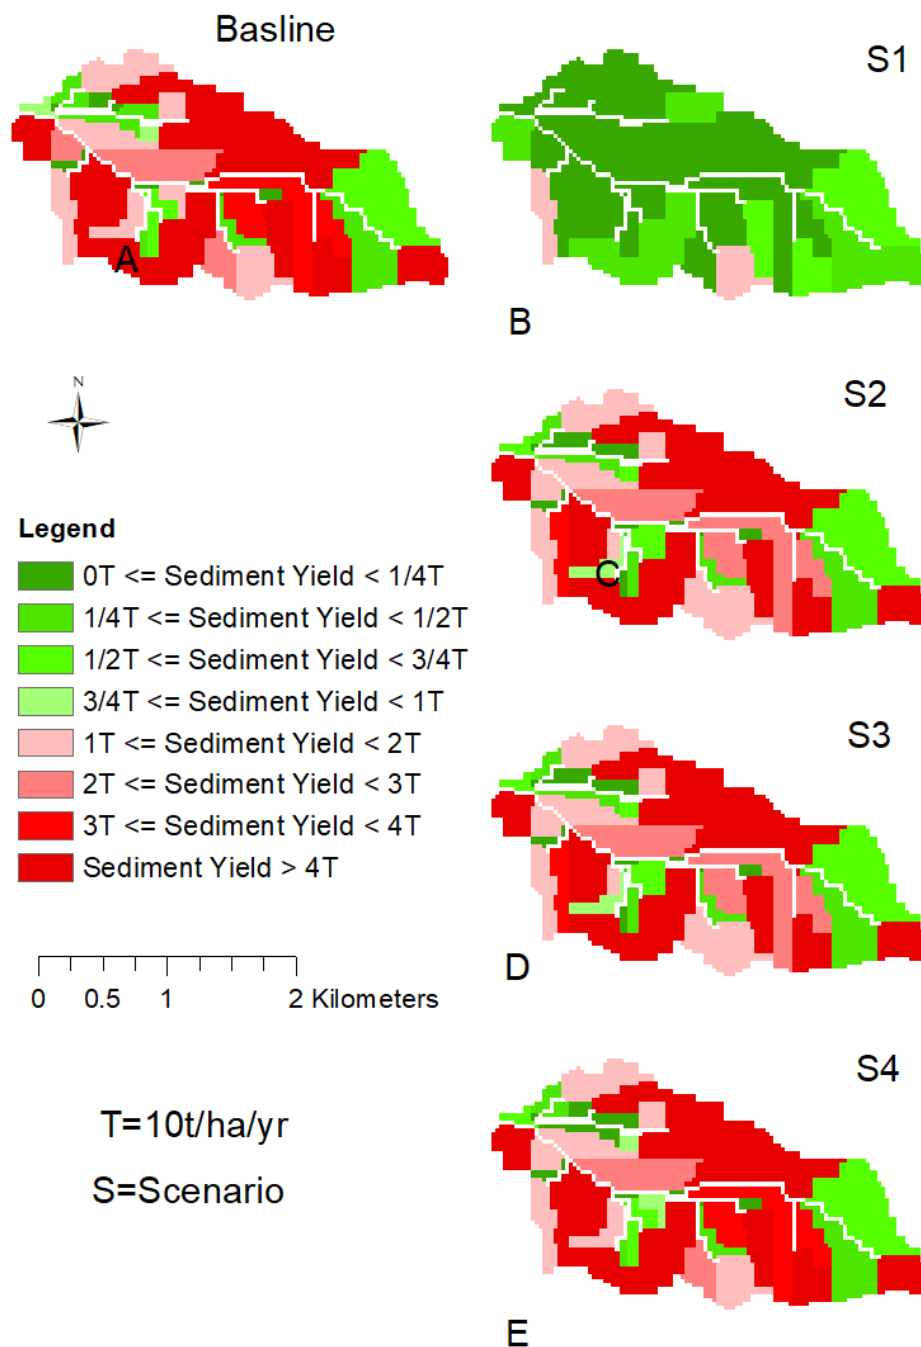 Basline
S1
A
B
S2
N
Legend
0T <= Sediment Yield < 1/4T
1/4T <= Sediment Yield < 1/2T
1/2T <= Sediment Yield < 3/4T
3/4T <= Sediment Yield < 1T
1T <= Sediment Yield < 2T
2T <= Sediment Yield < 3T
3T <= Sediment Yield < 4T
Sediment Yield > 4T
C
S3
D
0 0.5 1 2 Kilometers
S4
T=10t/ha/yr
S=Scenario
E